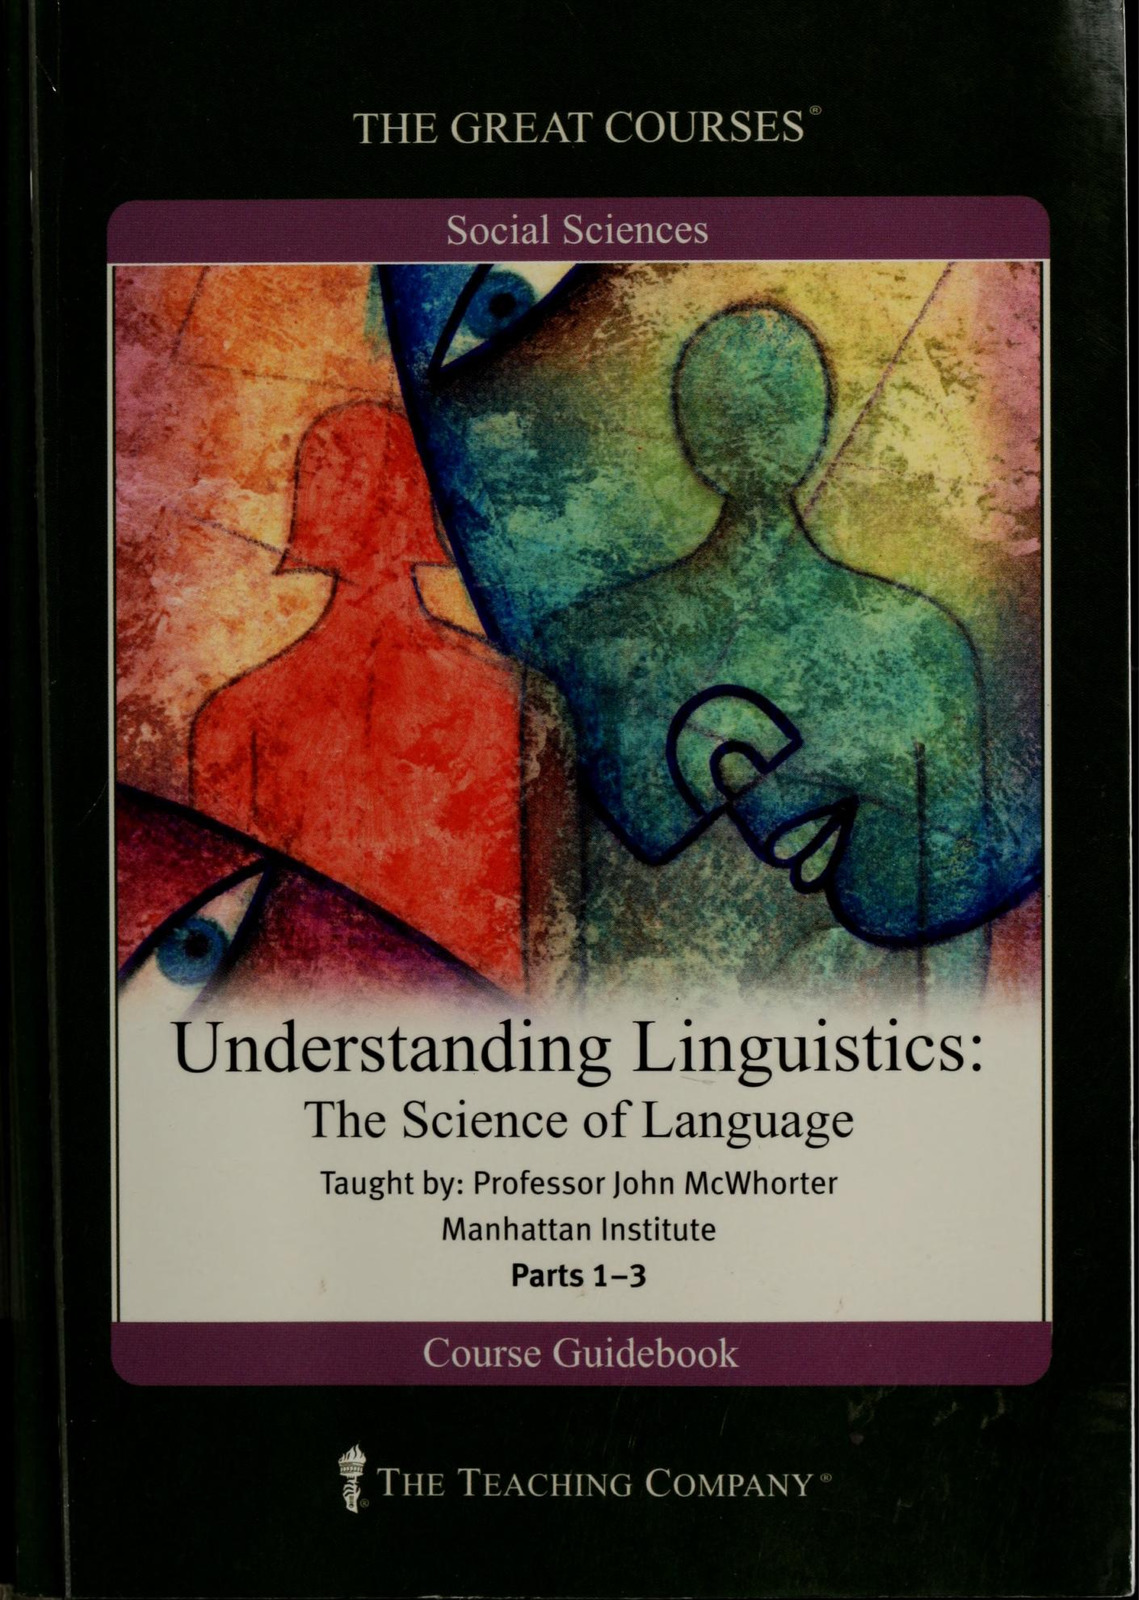 THE GREAT COURSES®
Social Sciences
Understanding Linguistics:
The Science of Language
Taught by: Professor John McWhorter
Manhattan Institute
Parts 1–3
Course Guidebook
® THE TEACHING COMPANY®